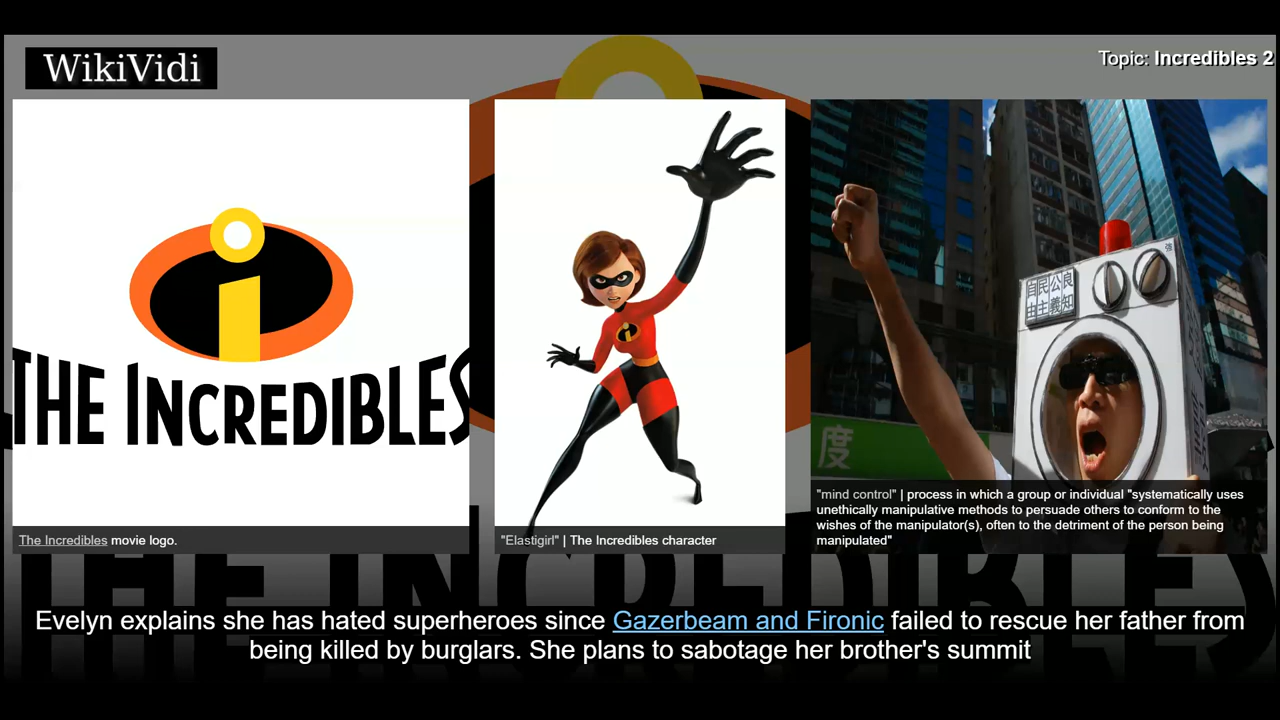 WikiVidi
Topic: Incredibles 2
THE INCREDIBLES
The Incredibles movie logo.
"Elastigirl" | The Incredibles character
強
自民公良
由主義知
度
"mind control" | process in which a group or individual "systematically uses
unethically manipulative methods to persuade others to conform to the
wishes of the manipulator(s), often to the detriment of the person being
manipulated"
Evelyn explains she has hated superheroes since Gazerbeam and Fironic failed to rescue her father from
being killed by burglars. She plans to sabotage her brother's summit